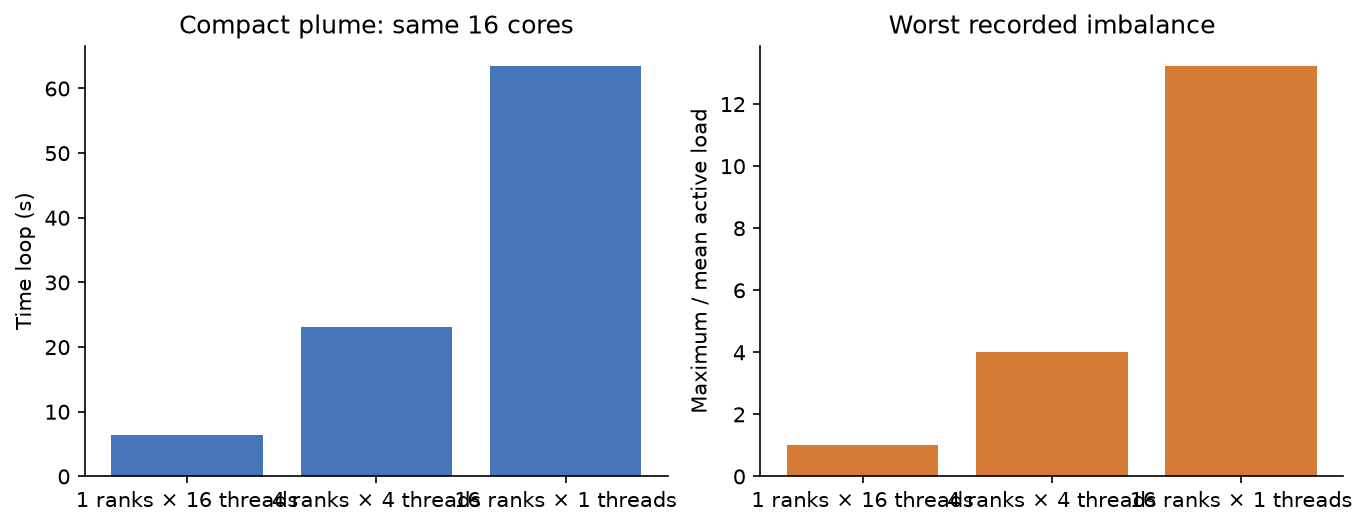 Compact plume: same 16 cores
Time loop (s)
60
50
40
30
20
10
0
1 ranks × 16 threads
4 ranks × 4 threads
16 ranks × 1 threads
Worst recorded imbalance
Maximum / mean active load
12
10
8
6
4
2
0
1 ranks × 16 threads
4 ranks × 4 threads
16 ranks × 1 threads